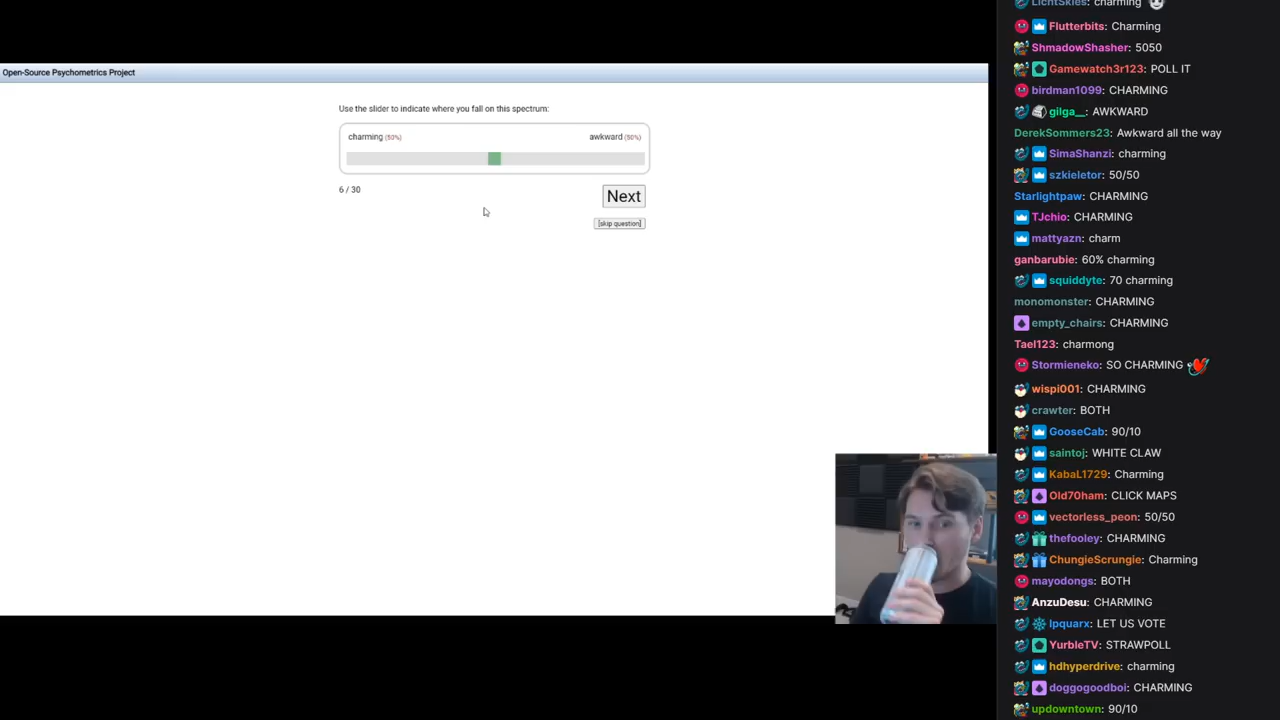 Open-Source Psychometrics Project
Use the slider to indicate where you fall on this spectrum:
charming (50%) awkward (50%)
6 / 30
Next
[skip question]
LichtSkies: charming
Flutterbits: Charming
ShmadowShasher: 5050
Gamewatch3r123: POLL IT
birdman1099: CHARMING
gilga__: AWKWARD
DerekSommers23: Awkward all the way
SimaShanzi: charming
szkieletor: 50/50
Starlightpaw: CHARMING
TJchio: CHARMING
mattyazn: charm
ganbarubie: 60% charming
squiddyte: 70 charming
monomonster: CHARMING
empty_chairs: CHARMING
Tael123: charmong
Stormieneko: SO CHARMING
wispi001: CHARMING
crawter: BOTH
GooseCab: 90/10
saintoj: WHITE CLAW
KabaL1729: Charming
Old70ham: CLICK MAPS
vectorless_peon: 50/50
thefooley: CHARMING
ChungieScrungie: Charming
mayodongs: BOTH
AnzuDesu: CHARMING
lpquarx: LET US VOTE
YurbleTV: STRAWPOLL
hdhyperdrive: charming
doggogoodboi: CHARMING
updowntown: 90/10